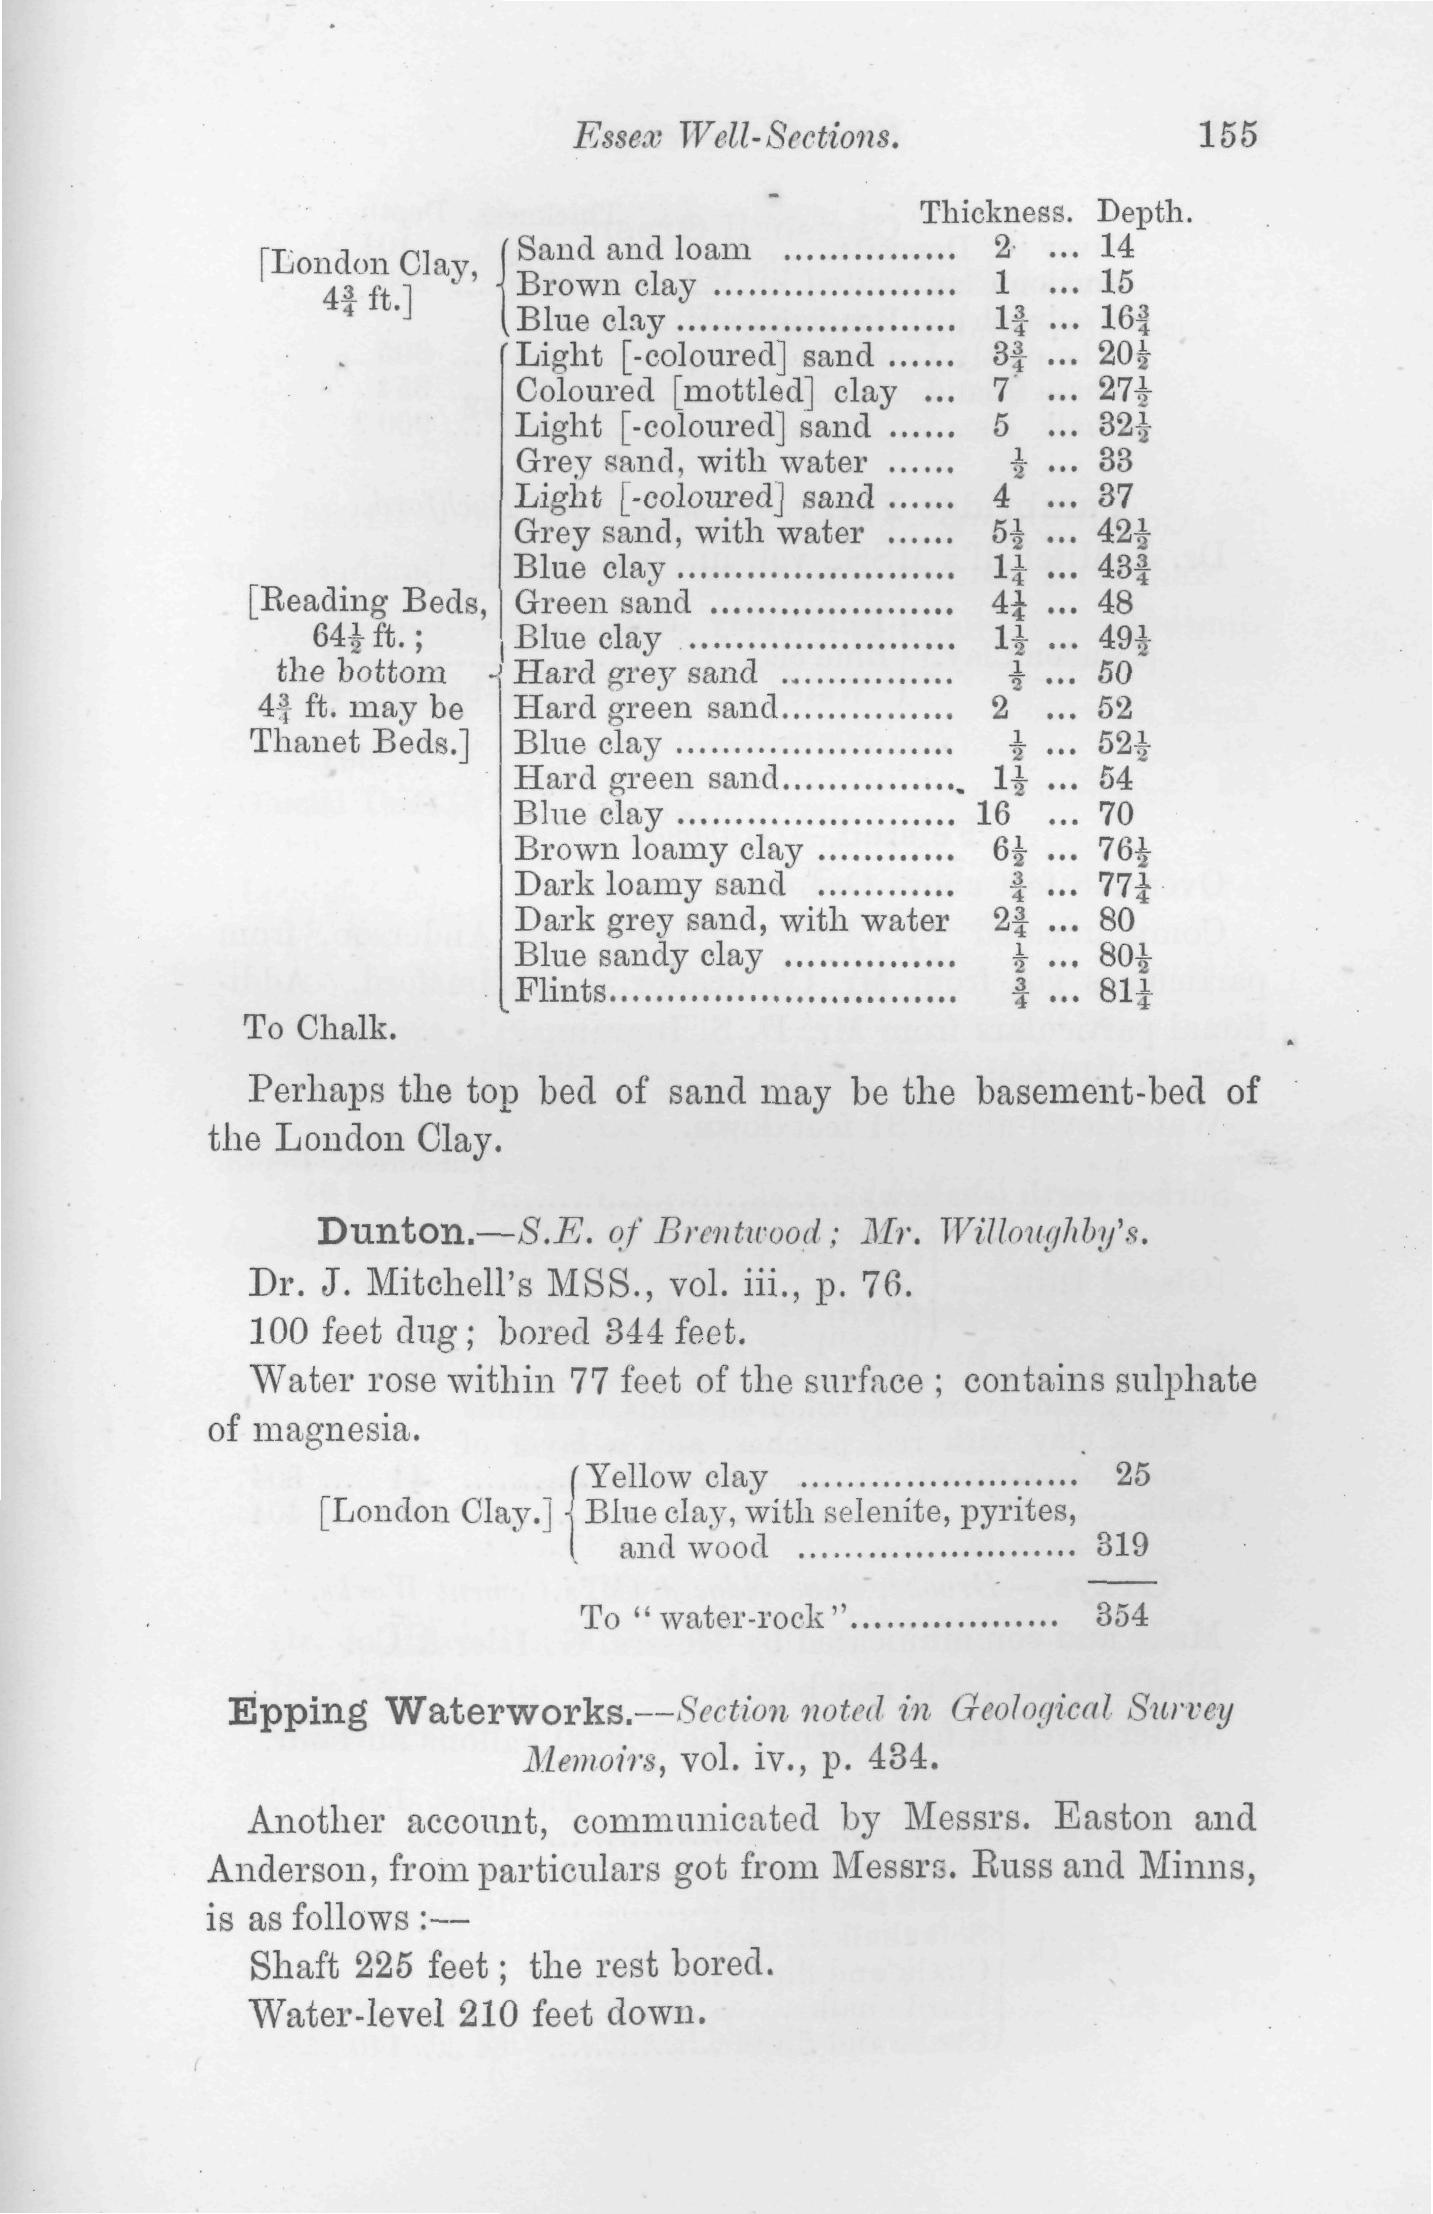 Essex Well-Sections. 155
Thickness. Depth.
[London Clay, 4¾ ft.]
Sand and loam ............... 2 ... 14
Brown clay ..................... 1 ... 15
Blue clay ........................ 1¾ ... 16¾
[Reading Beds,
64½ ft. ;
the bottom
4¾ ft. may be
Thanet Beds.]
Light [-coloured] sand ...... 3¾ ... 20½
Coloured [mottled] clay ... 7 ... 27½
Light [-coloured] sand ...... 5 ... 32½
Grey sand, with water ...... ½ ... 33
Light [-coloured] sand ...... 4 ... 37
Grey sand, with water ...... 5½ ... 42½
Blue clay ........................ 1¼ ... 43¾
Green sand ..................... 4¼ ... 48
Blue clay ........................ 1½ ... 49½
Hard grey sand ............... ½ ... 50
Hard green sand............... 2 ... 52
Blue clay ........................ ½ ... 52½
Hard green sand............... 1½ ... 54
Blue clay ........................ 16 ... 70
Brown loamy clay ............ 6½ ... 76½
Dark loamy sand ............ ¾ ... 77¼
Dark grey sand, with water 2¾ ... 80
Blue sandy clay ............... ½ ... 80½
Flints.............................. ¾ ... 81¼
To Chalk.
Perhaps the top bed of sand may be the basement-bed of
the London Clay.
Dunton.—S.E. of Brentwood ; Mr. Willoughby's.
Dr. J. Mitchell's MSS., vol. iii., p. 76.
100 feet dug ; bored 344 feet.
Water rose within 77 feet of the surface ; contains sulphate
of magnesia.
[London Clay.]
Yellow clay ........................ 25
Blue clay, with selenite, pyrites,
and wood ........................ 319
To " water-rock ".................. 354
Epping Waterworks.—Section noted in Geological Survey
Memoirs, vol. iv., p. 434.
Another account, communicated by Messrs. Easton and
Anderson, from particulars got from Messrs. Russ and Minns,
is as follows :—
Shaft 225 feet ; the rest bored.
Water-level 210 feet down.